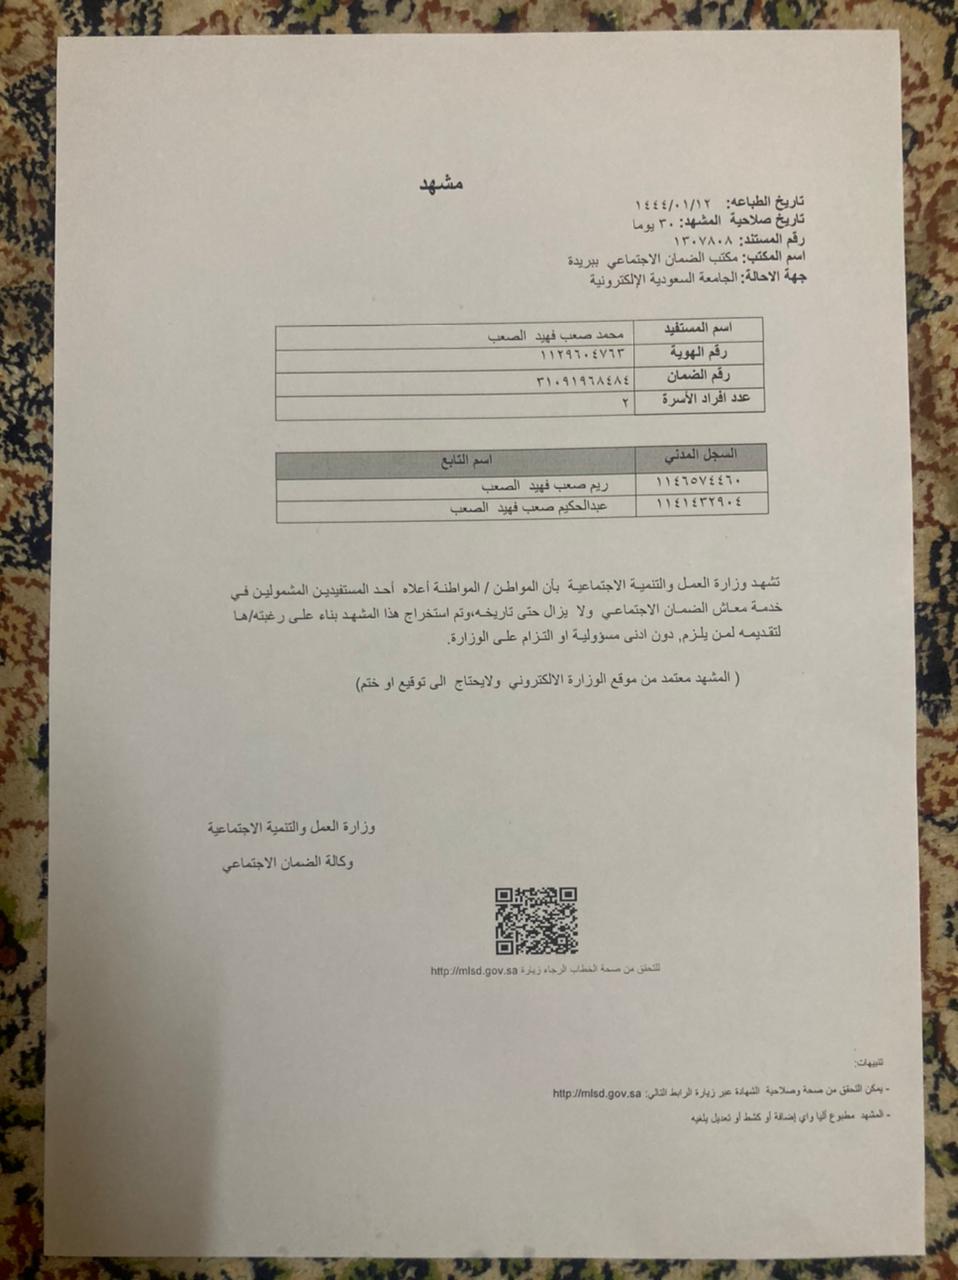 مشهد
تاريخ الطباعه: ١٤٤٤/٠١/١٢
تاريخ صلاحية المشهد: ٣٠ يوما
رقم المستند: ١٣٠٧٨٠٨
اسم المكتب: مكتب الضمان الاجتماعي ببريدة
جهة الاحالة: الجامعة السعودية الإلكترونية
اسم المستفيد محمد صعب فهيد الصعب
رقم الهوية ١١٢٩٦٠٤٧٦٣
رقم الضمان ٣١٠٩١٩٦٨٤٨٤
عدد افراد الأسرة ٢
السجل المدني اسم التابع
١١٤٦٥٧٤٤٦٠ ريم صعب فهيد الصعب
١١٤١٤٣٢٩٠٤ عبدالحكيم صعب فهيد الصعب
تشهد وزارة العمل والتنمية الاجتماعية بأن المواطن / المواطنة أعلاه أحد المستفيدين المشمولين في
خدمة معاش الضمان الاجتماعي ولا يزال حتى تاريخه،وتم استخراج هذا المشهد بناء على رغبته/ها
لتقديمه لمن يلزم, دون ادنى مسؤولية او التزام على الوزارة.
( المشهد معتمد من موقع الوزارة الالكتروني ولايحتاج الى توقيع او ختم)
وزارة العمل والتنمية الاجتماعية
وكالة الضمان الاجتماعي
للتحقق من صحة الخطاب الرجاء زيارة http://mlsd.gov.sa
تنبيهات:
- يمكن التحقق من صحة وصلاحية الشهادة عبر زيارة الرابط التالي: http://mlsd.gov.sa
- المشهد مطبوع آليا واي إضافة أو كشط أو تعديل يلغيه